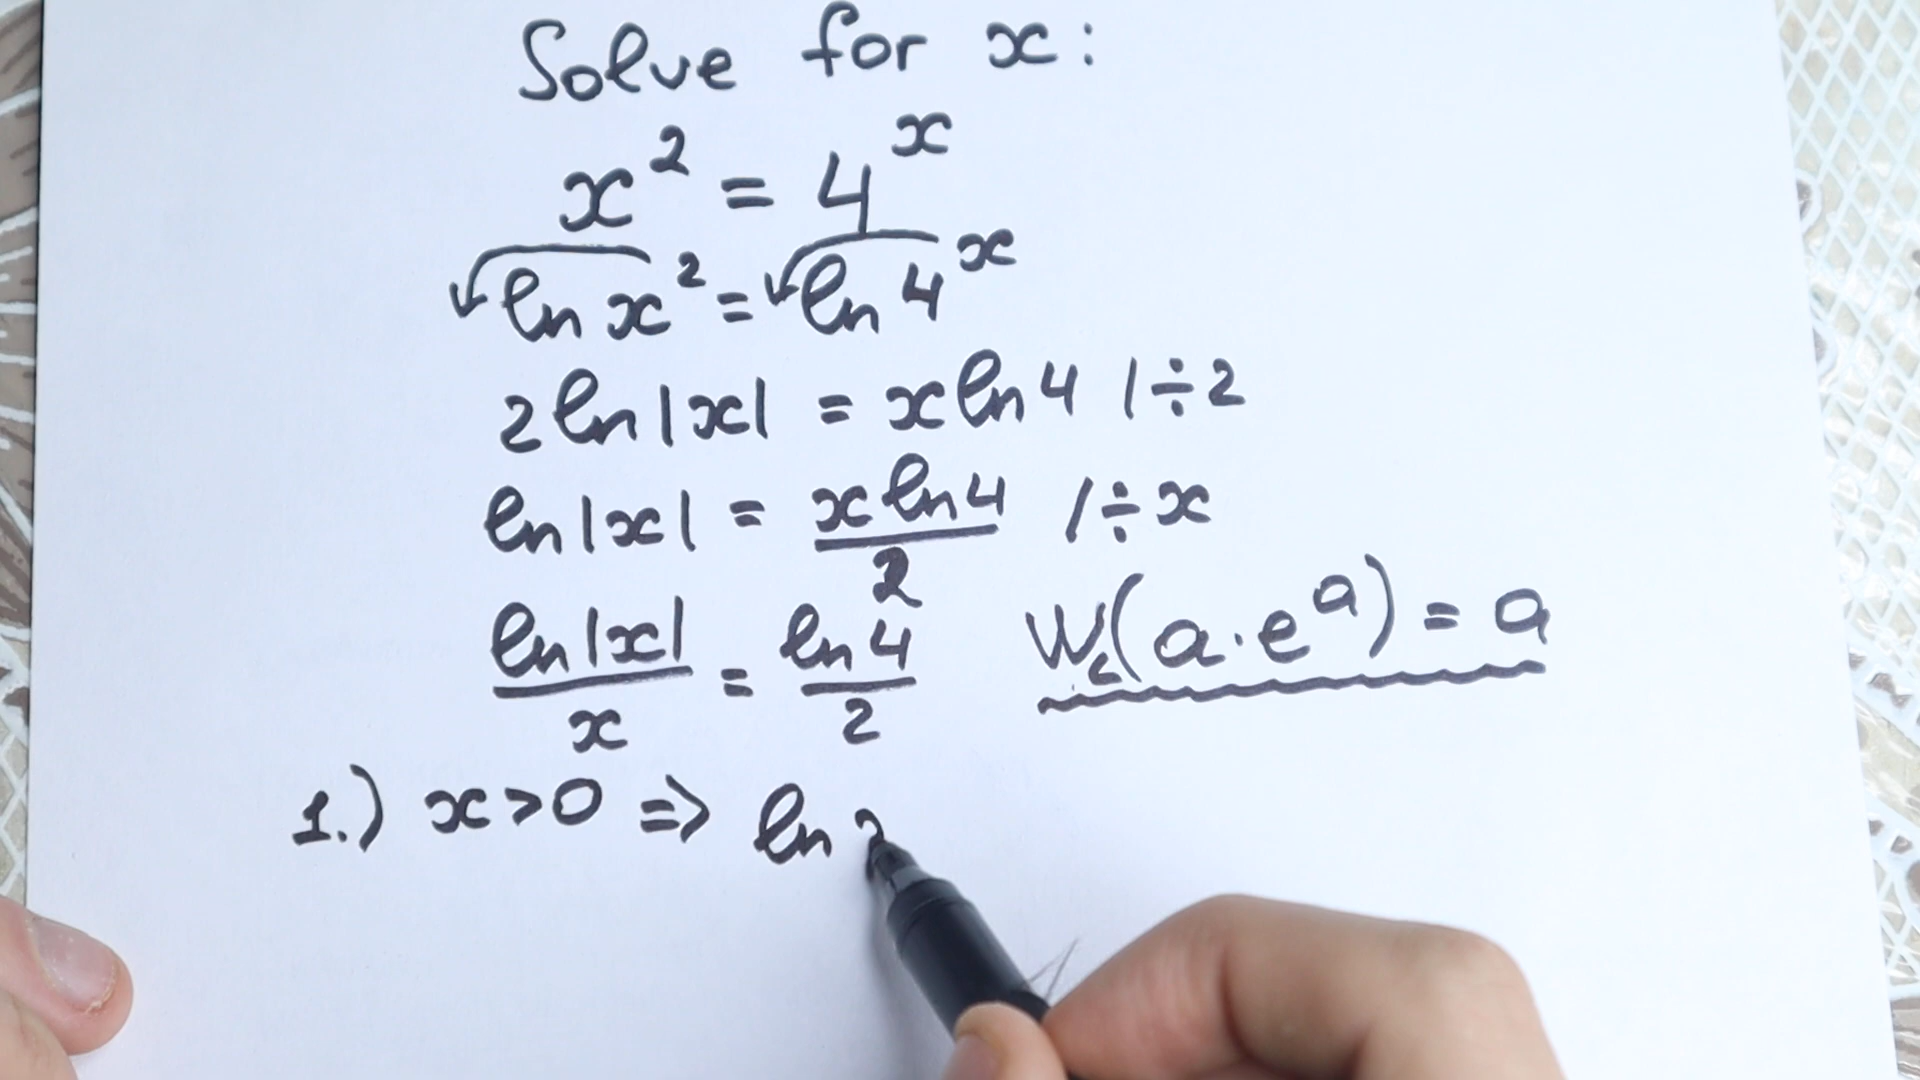 Solve for x:
x² = 4ˣ
ln x² = ln 4ˣ
2 ln |x| = x ln 4 / ÷ 2
ln |x| = x ln 4 / 2 / ÷ x
ln |x| / x = ln 4 / 2
W_L(a · eᵃ) = a
1.) x > 0 ⇒ ln